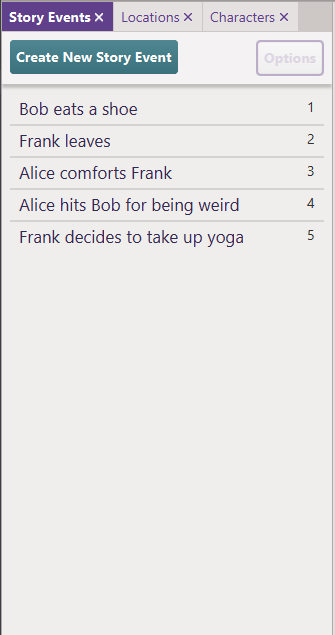 Story Events × Locations × Characters ×
Create New Story Event Options
Bob eats a shoe 1
Frank leaves 2
Alice comforts Frank 3
Alice hits Bob for being weird 4
Frank decides to take up yoga 5